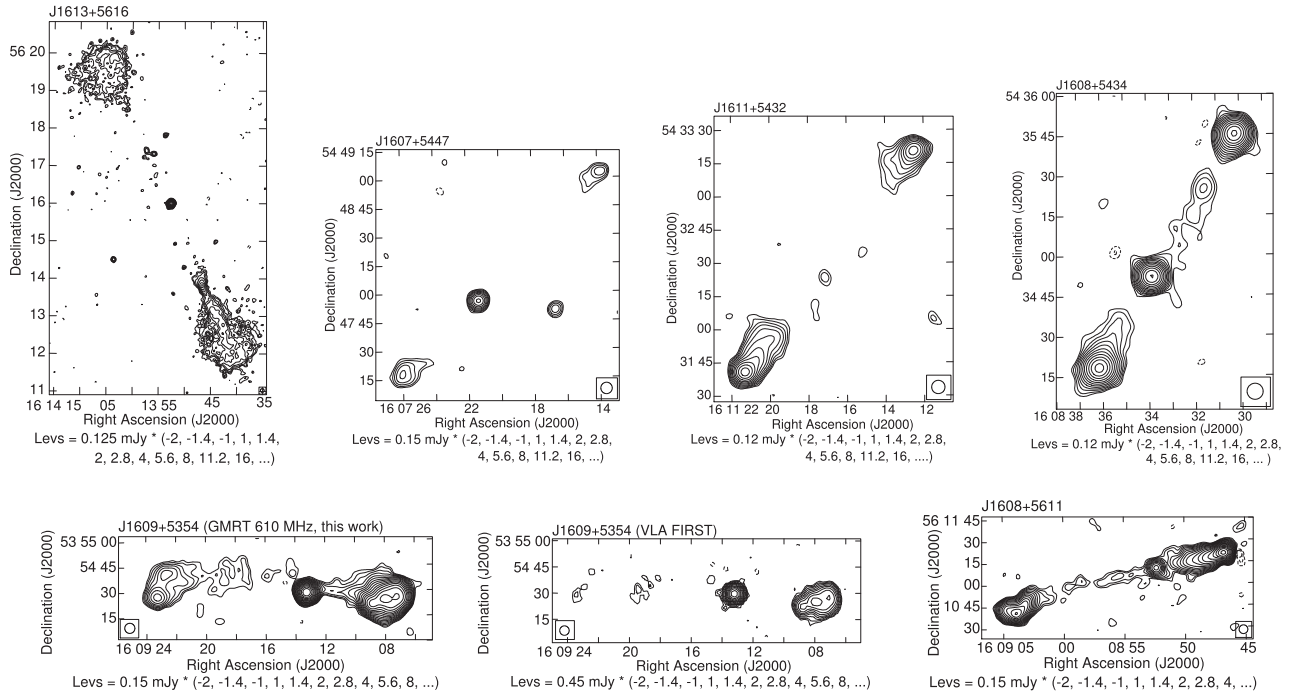 J1613+5616
56 20
19
18
17
16
15
14
13
12
11
Declination (J2000)
16 14 15 05 13 55 45 35
Right Ascension (J2000)
Levs = 0.125 mJy * (-2, -1.4, -1, 1, 1.4,
2, 2.8, 4, 5.6, 8, 11.2, 16, ...)
J1607+5447
54 49 15
00
48 45
30
15
00
47 45
30
15
Declination (J2000)
16 07 26 22 18 14
Right Ascension (J2000)
Levs = 0.15 mJy * (-2, -1.4, -1, 1, 1.4, 2, 2.8,
4, 5.6, 8, 11.2, 16, ...)
J1611+5432
54 33 30
15
00
32 45
30
15
00
31 45
30
Declination (J2000)
16 11 22 20 18 16 14 12
Right Ascension (J2000)
Levs = 0.12 mJy * (-2, -1.4, -1, 1, 1.4, 2, 2.8,
4, 5.6, 8, 11.2, 16, ....)
J1608+5434
54 36 00
35 45
30
15
00
34 45
30
15
Declination (J2000)
16 08 38 36 34 32 30
Right Ascension (J2000)
Levs = 0.12 mJy * (-2, -1.4, -1, 1, 1.4, 2, 2.8,
4, 5.6, 8, 11.2, 16, ... )
J1609+5354 (GMRT 610 MHz, this work)
53 55 00
54 45
30
15
Declination (J2000)
16 09 24 20 16 12 08
Right Ascension (J2000)
Levs = 0.15 mJy * (-2, -1.4, -1, 1, 1.4, 2, 2.8, 4, 5.6, 8, ...)
J1609+5354 (VLA FIRST)
53 55 00
54 45
30
15
Declination (J2000)
16 09 24 20 16 12 08
Right Ascension (J2000)
Levs = 0.45 mJy * (-2, -1.4, -1, 1, 1.4, 2, 2.8, 4, 5.6, 8, ...)
J1608+5611
56 11 45
30
15
00
10 45
30
Declination (J2000)
16 09 05 00 08 55 50 45
Right Ascension (J2000)
Levs = 0.15 mJy * (-2, -1.4, -1, 1, 1.4, 2, 2.8, 4, ...)